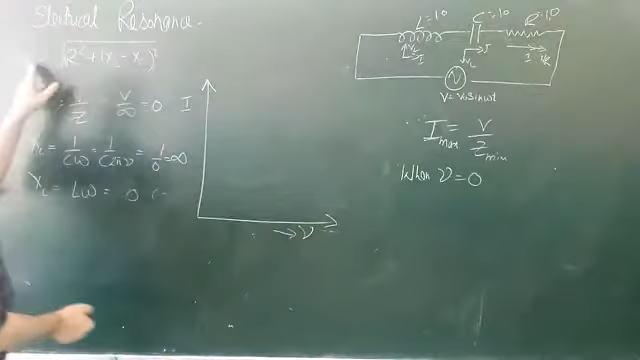 Electrical Resonance.
√R²+(X_L - X_C)²
1/Z V/∞ = 0 I
X_C = 1/Cω = 1/C2πν = 1/0 = ∞
X_L = Lω = 0
→ ν
L=10 C=10 R=10
V_L I I V_R
V
V = V₀ Sin ωt
∴ I_max = V/Z_min
When ν = 0